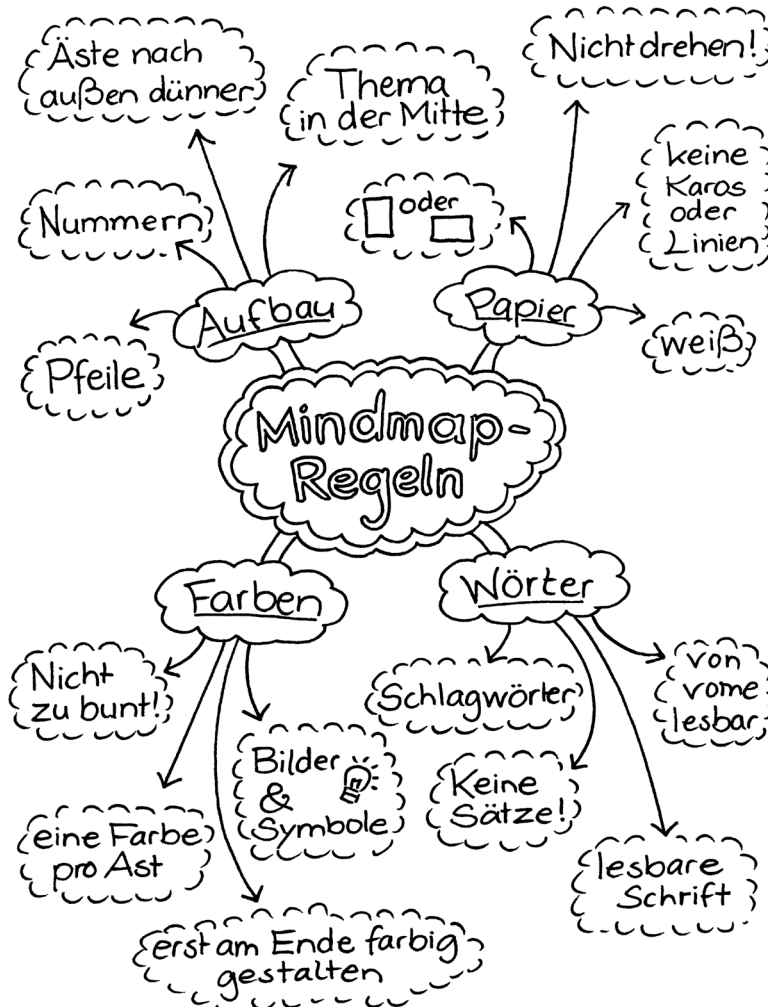 Äste nach
außen dünner
Thema
in der Mitte
Nicht drehen!
keine
Karos
oder
Linien
Nummern
oder
Aufbau
Papier
Pfeile
weiß
Mindmap-
Regeln
Farben
Wörter
Nicht
zu bunt!
Schlagwörter
von
vorne
lesbar
Bilder
&
Symbole
Keine
Sätze!
eine Farbe
pro Ast
lesbare
Schrift
erst am Ende farbig
gestalten